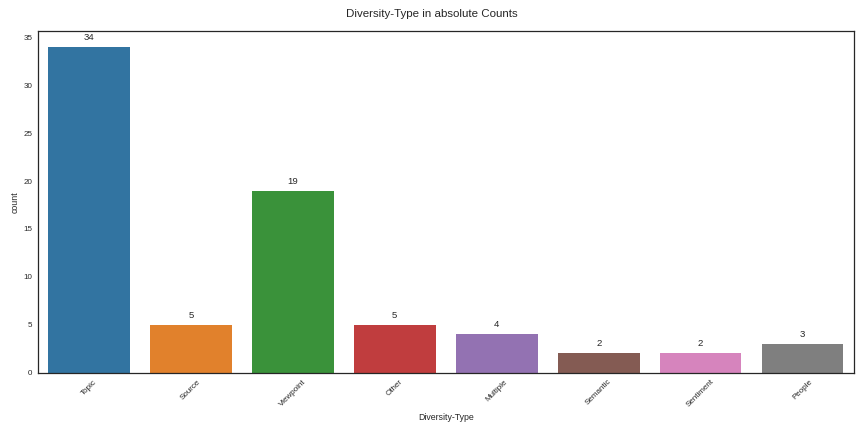 Diversity-Type in absolute Counts
35
30
25
20
15
10
5
0
count
34
5
19
5
4
2
2
3
Topic
Source
Viewpoint
Other
Multiple
Semantic
Sentiment
People
Diversity-Type